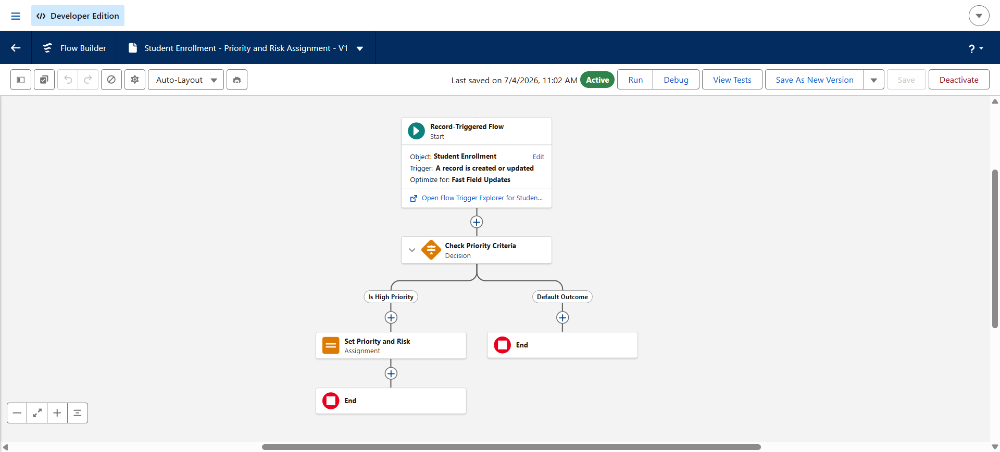 Developer Edition
Flow Builder
Student Enrollment - Priority and Risk Assignment - V1
?
Auto-Layout
Last saved on 7/4/2026, 11:02 AM
Active
Run
Debug
View Tests
Save As New Version
Save
Deactivate
Record-Triggered Flow
Start
Object: Student Enrollment
Edit
Trigger: A record is created or updated
Optimize for: Fast Field Updates
Open Flow Trigger Explorer for Studen...
Check Priority Criteria
Decision
Is High Priority
Default Outcome
Set Priority and Risk
Assignment
End
End